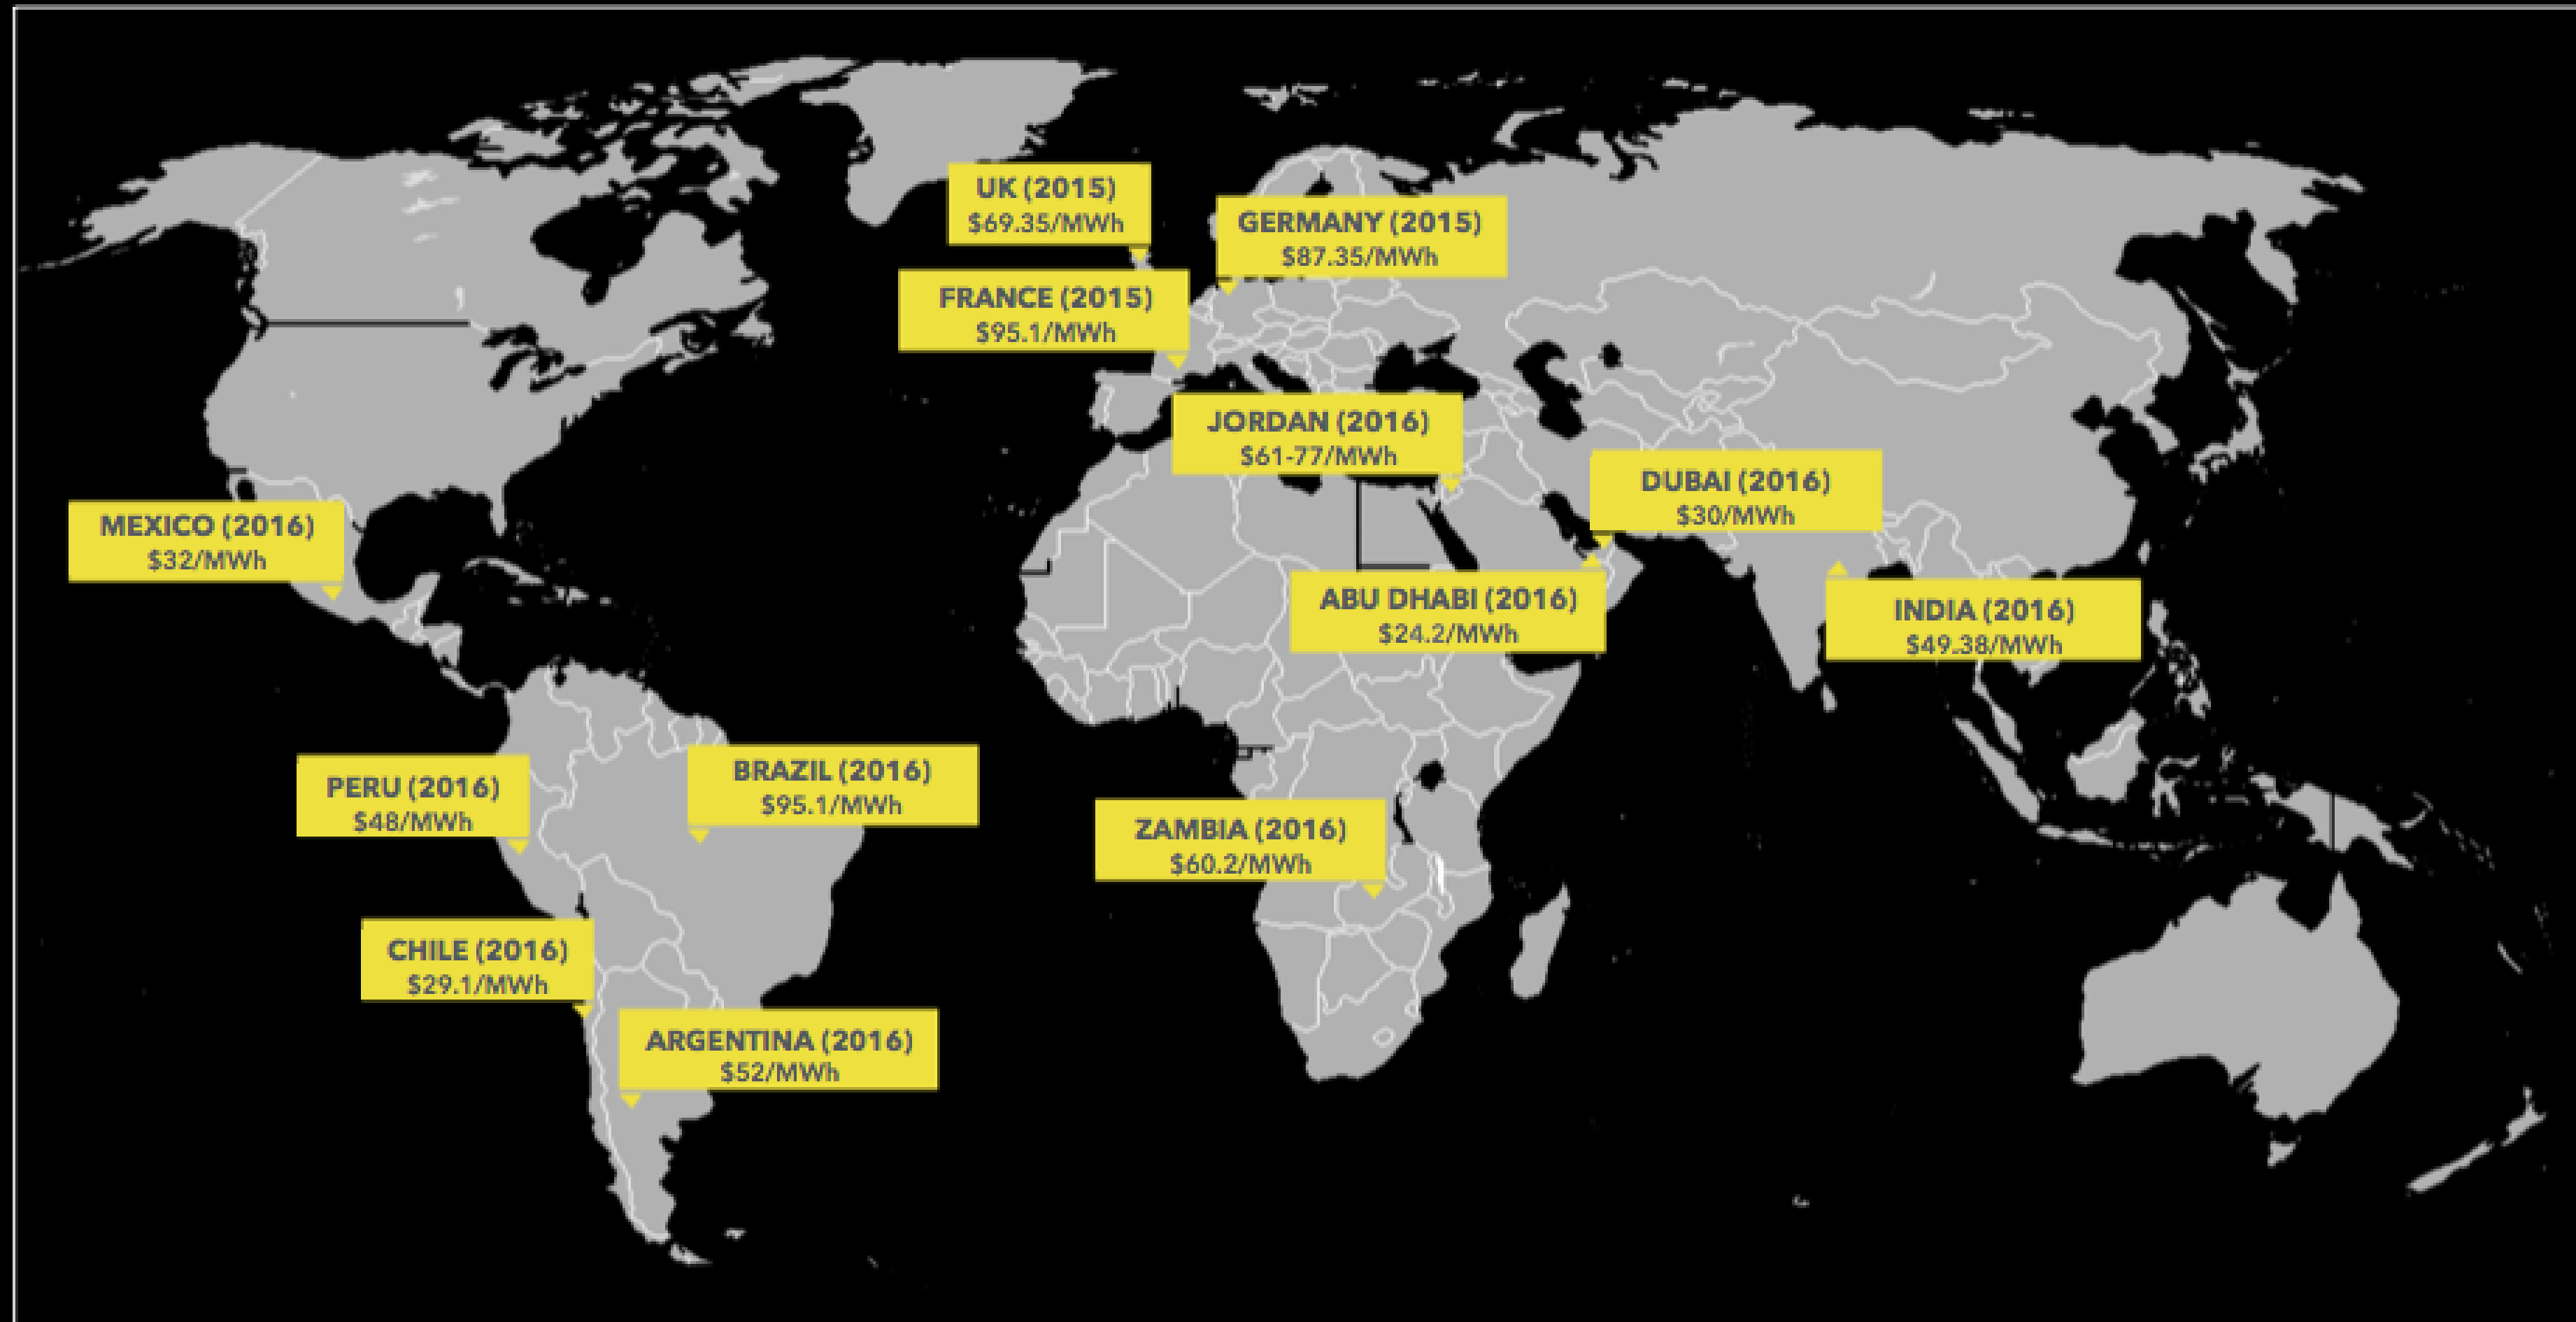 UK (2015)
$69.35/MWh
GERMANY (2015)
$87.35/MWh
FRANCE (2015)
$95.1/MWh
JORDAN (2016)
$61-77/MWh
DUBAI (2016)
$30/MWh
MEXICO (2016)
$32/MWh
ABU DHABI (2016)
$24.2/MWh
INDIA (2016)
$49.38/MWh
PERU (2016)
$48/MWh
BRAZIL (2016)
$95.1/MWh
ZAMBIA (2016)
$60.2/MWh
CHILE (2016)
$29.1/MWh
ARGENTINA (2016)
$52/MWh